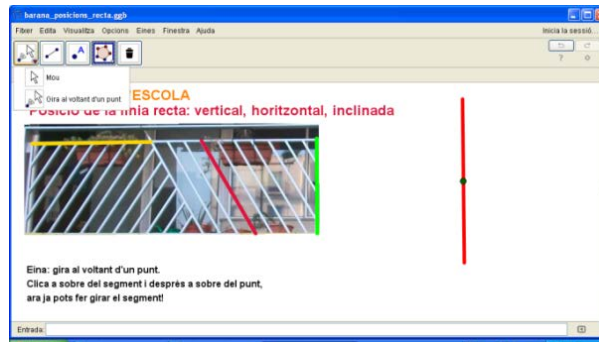 barana_posicions_recta.ggb
Fitxer Edita Visualitza Opcions Eines Finestra Ajuda
Inicia la sessió...
Mou
Gira al voltant d'un punt
'ESCOLA
Posició de la línia recta: vertical, horitzontal, inclinada
Eina: gira al voltant d'un punt.
Clica a sobre del segment i desprès a sobre del punt,
ara ja pots fer girar el segment!
Entrada: